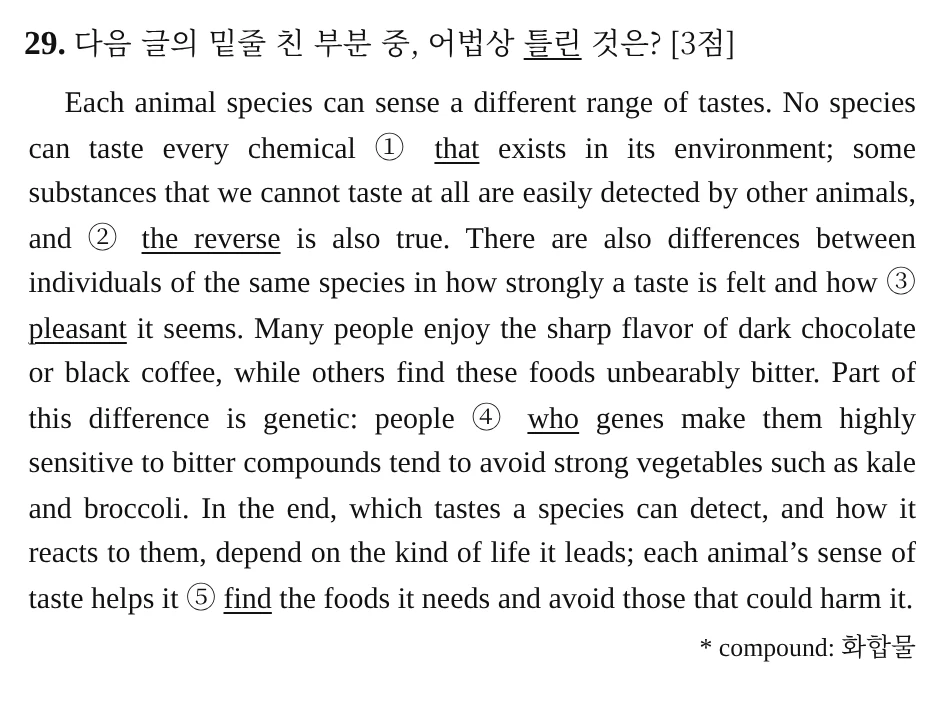 29. 다음 글의 밑줄 친 부분 중, 어법상 틀린 것은? [3점]
Each animal species can sense a different range of tastes. No species
can taste every chemical ① that exists in its environment; some
substances that we cannot taste at all are easily detected by other animals,
and ② the reverse is also true. There are also differences between
individuals of the same species in how strongly a taste is felt and how ③
pleasant it seems. Many people enjoy the sharp flavor of dark chocolate
or black coffee, while others find these foods unbearably bitter. Part of
this difference is genetic: people ④ who genes make them highly
sensitive to bitter compounds tend to avoid strong vegetables such as kale
and broccoli. In the end, which tastes a species can detect, and how it
reacts to them, depend on the kind of life it leads; each animal’s sense of
taste helps it ⑤ find the foods it needs and avoid those that could harm it.
* compound: 화합물